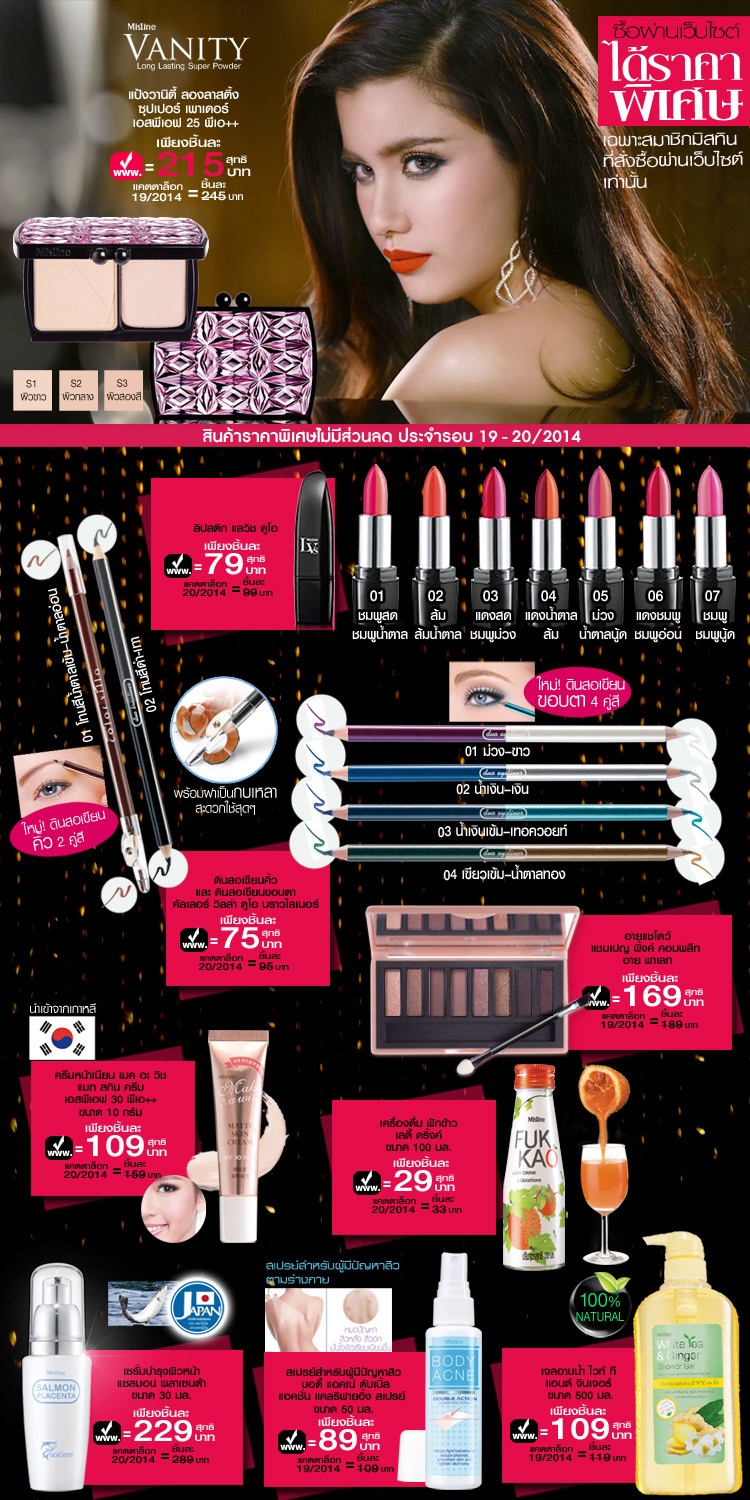 Mistine
VANITY
Long Lasting Super Powder
แป้งวานิตี้ ลองลาสติ้ง
ซุปเปอร์ เพาเดอร์
เอสพีเอฟ 25 พีเอ++
เพียงชิ้นละ
www. = 215 สุทธิ บาท
แคตตาล็อก 19/2014 = ชิ้นละ 245 บาท
ซื้อผ่านเว็บไซต์
ได้ราคา
พิเศษ
เฉพาะสมาชิกมิสทิน
ที่สั่งซื้อผ่านเว็บไซต์
เท่านั้น
Mistine
S1 ผิวขาว
S2 ผิวกลาง
S3 ผิวสองสี
สินค้าราคาพิเศษไม่มีส่วนลด ประจำรอบ 19 - 20/2014
ลิปสติก แลวิช ดูโอ
เพียงชิ้นละ
www. = 79 สุทธิ บาท
แคตตาล็อก 20/2014 = ชิ้นละ 99 บาท
01 ชมพูสด ชมพูน้ำตาล
02 ส้ม ส้มน้ำตาล
03 แดงสด ชมพูม่วง
04 แดงน้ำตาล ส้ม
05 ม่วง น้ำตาลนู้ด
06 แดงชมพู ชมพูอ่อน
07 ชมพู ชมพูนู้ด
01 โทนสีน้ำตาลเข้ม-น้ำตาลอ่อน
02 โทนสีดำ-เทา
ใหม่! ดินสอเขียน
คิ้ว 2 คู่สี
พร้อมฝาเป็นกบเหลา
สะดวกใช้สุดๆ
ใหม่! ดินสอเขียน
ขอบตา 4 คู่สี
duo eyeliner
01 ม่วง-ขาว
duo eyeliner
02 น้ำเงิน-เงิน
duo eyeliner
03 น้ำเงินเข้ม-เทอควอยท์
duo eyeliner
04 เขียวเข้ม-น้ำตาลทอง
ดินสอเขียนคิ้ว
และ ดินสอเขียนขอบตา
คัลเลอร์ วิลล่า ดูโอ บราวไลเนอร์
เพียงชิ้นละ
www. = 75 สุทธิ บาท
แคตตาล็อก 20/2014 = ชิ้นละ 95 บาท
อายแชโดว์
แชมเปญ พิ้งค์ คอมพลีท
อาย พาเลท
เพียงชิ้นละ
www. = 169 สุทธิ บาท
แคตตาล็อก 19/2014 = ชิ้นละ 189 บาท
นำเข้าจากเกาหลี
ครีมหน้าเนียน เมค อะ วิช
แมท สกิน ครีม
เอสพีเอฟ 30 พีเอ++
ขนาด 10 กรัม
เพียงชิ้นละ
www. = 109 สุทธิ บาท
แคตตาล็อก 20/2014 = ชิ้นละ 159 บาท
Make a wish
MATTE
SKIN
CREAM
เครื่องดื่ม ฟักข้าว
เลดี้ ดริ้งค์
ขนาด 100 มล.
เพียงชิ้นละ
www. = 29 สุทธิ บาท
แคตตาล็อก 20/2014 = ชิ้นละ 33 บาท
Mistine
FUK
KAO
LADY DRINK
L-Glutathione
JAPAN
Mistine
SALMON
PLACENTA
Facial Serum
เซรั่มบำรุงผิวหน้า
แซลมอน พลาเซนต้า
ขนาด 30 มล.
เพียงชิ้นละ
www. = 229 สุทธิ บาท
แคตตาล็อก 20/2014 = ชิ้นละ 289 บาท
สเปรย์สำหรับผู้มีปัญหาสิว
ตามร่างกาย
หมดปัญหา
สิวหลัง สิวอก
มั่นใจผิวเรียบเนียนขึ้น
สเปรย์สำหรับผู้มีปัญหาสิว
บอดี้ แอคเน่ ดับเบิ้ล
แอคชั่น แคลริฟายอิ้ง สเปรย์
ขนาด 50 มล.
เพียงชิ้นละ
www. = 89 สุทธิ บาท
แคตตาล็อก 19/2014 = ชิ้นละ 109 บาท
Mistine
BODY
ACNE
DOUBLE ACTION
100%
NATURAL
เจลอาบน้ำ ไวท์ ที
แอนด์ จินเจอร์
ขนาด 500 มล.
เพียงชิ้นละ
www. = 109 สุทธิ บาท
แคตตาล็อก 19/2014 = ชิ้นละ 119 บาท
White Tea
& Ginger
Shower Gel